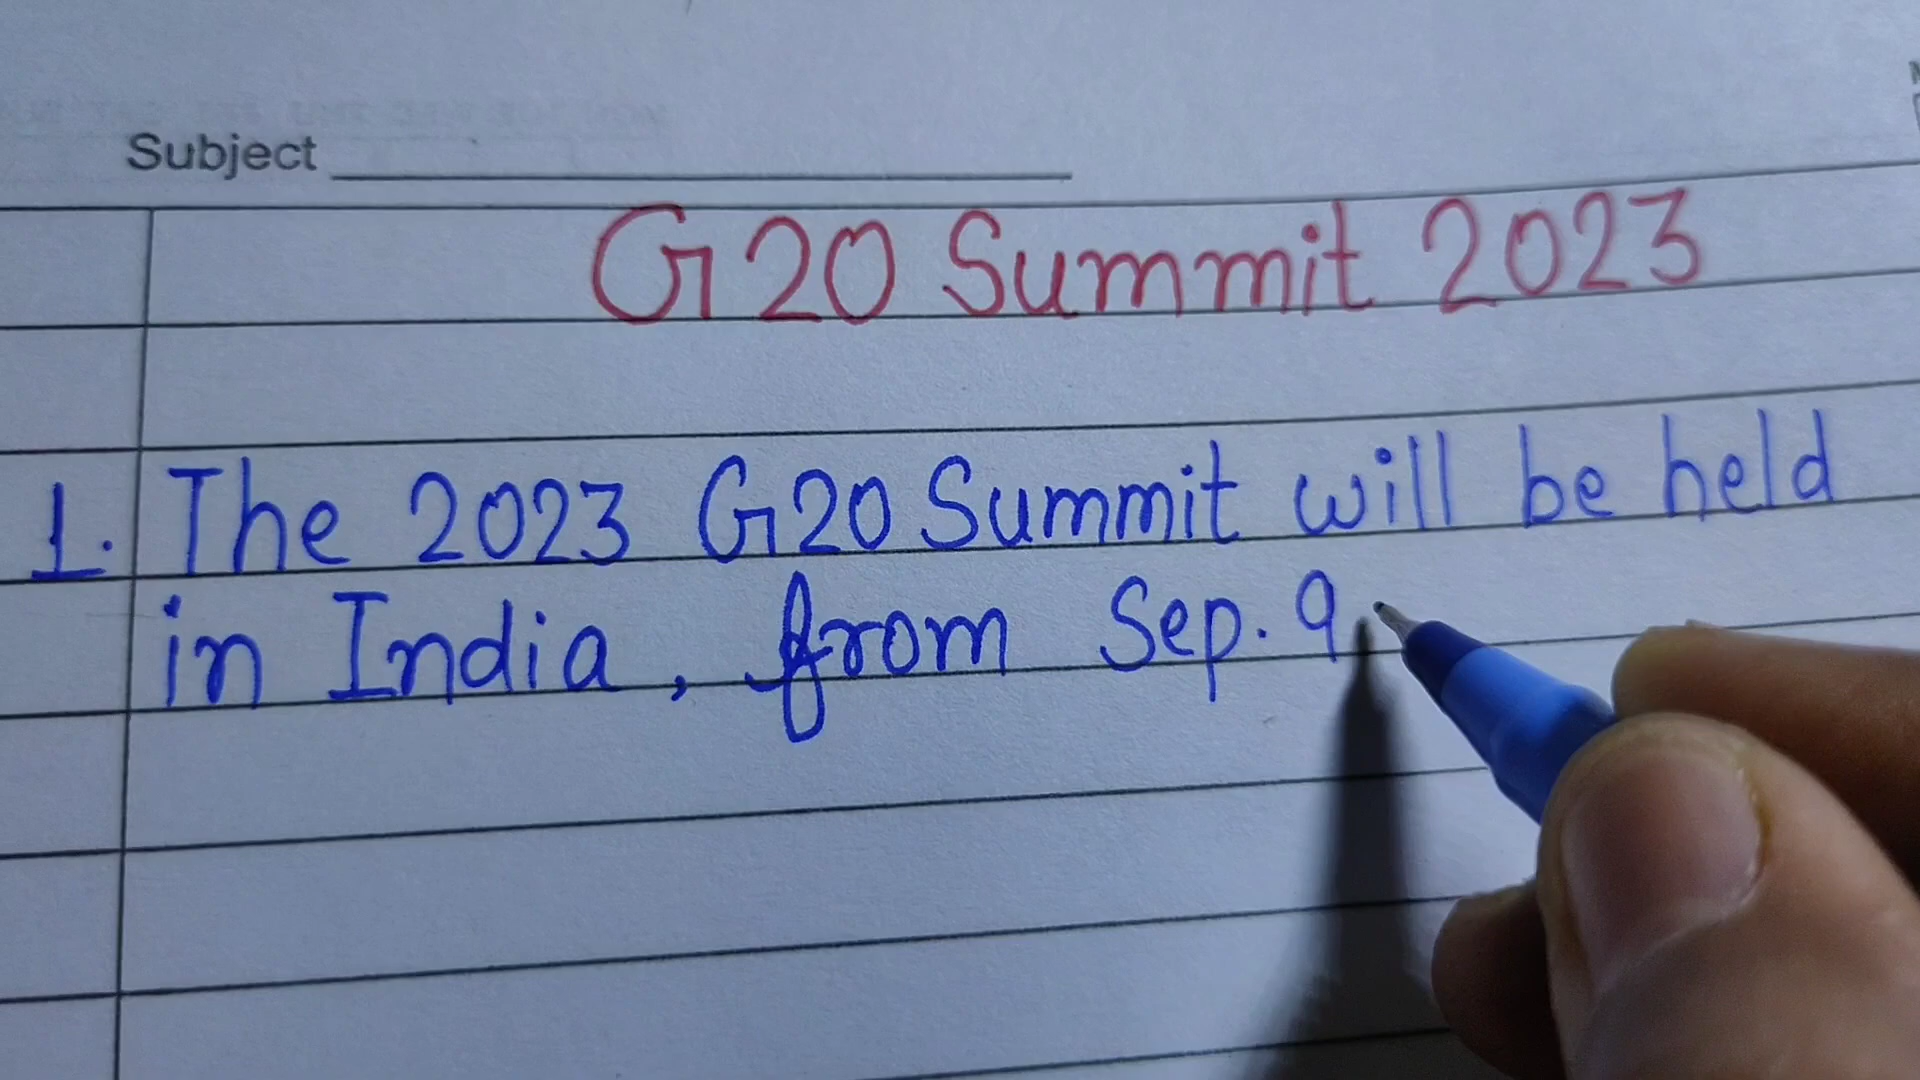 Subject
G20 Summit 2023
1. The 2023 G20 Summit will be held
in India, from Sep. 9